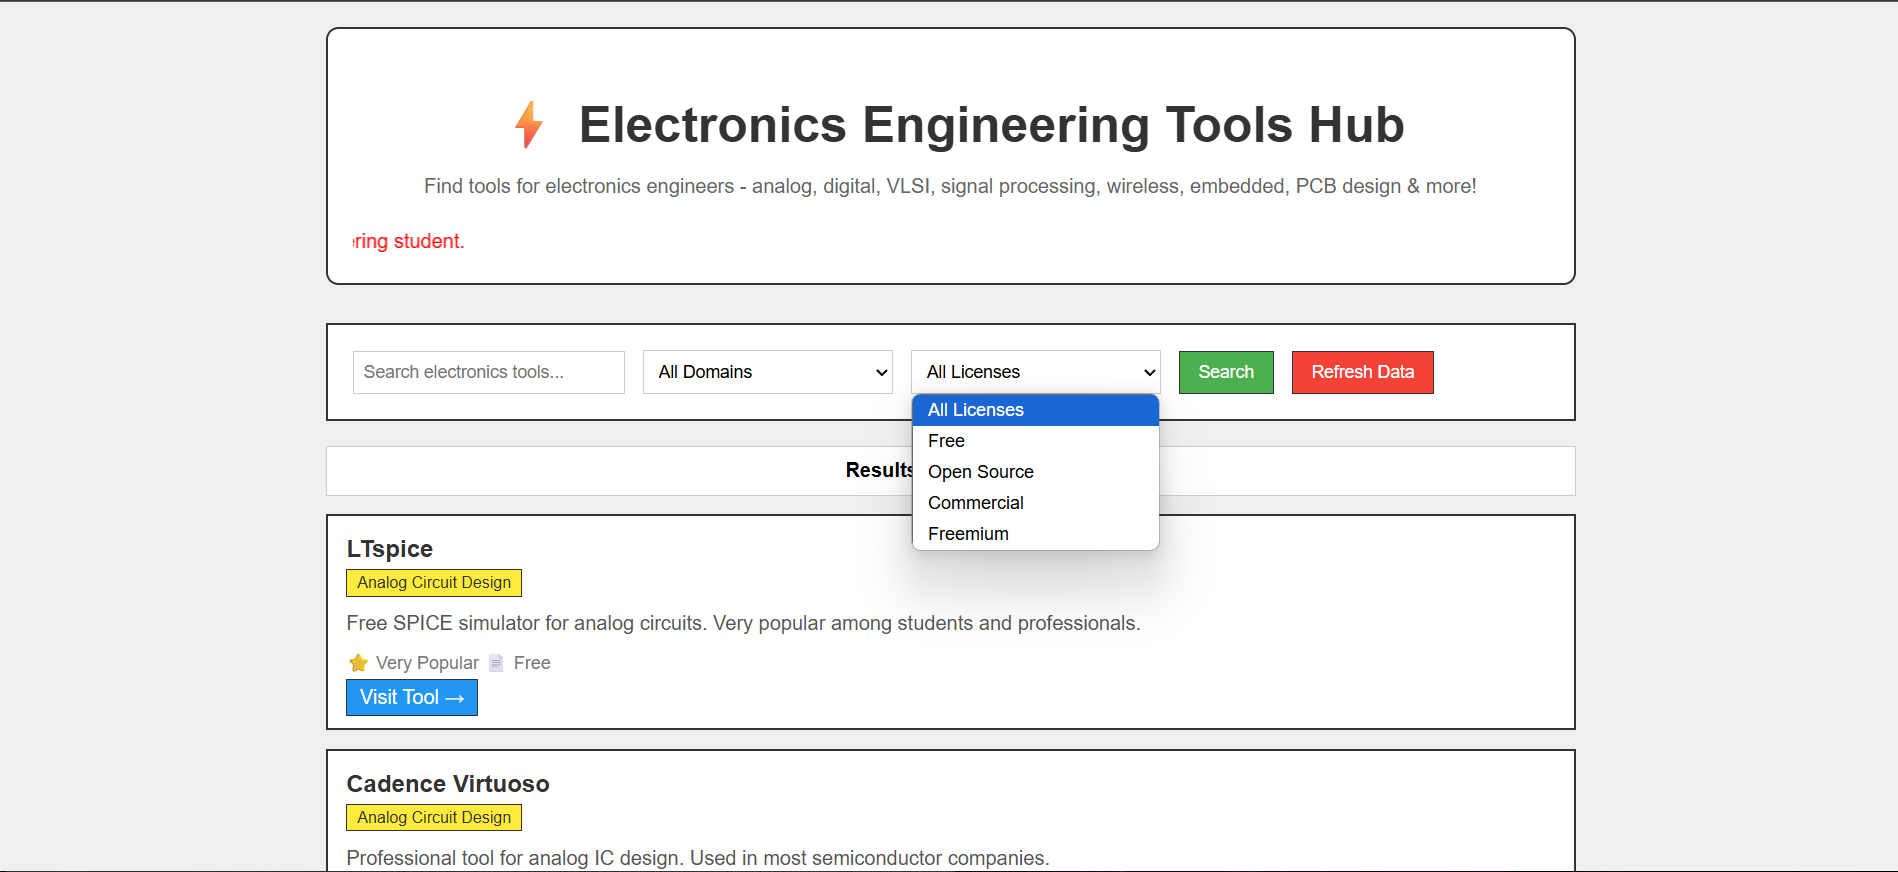 Electronics Engineering Tools Hub
Find tools for electronics engineers - analog, digital, VLSI, signal processing, wireless, embedded, PCB design & more!
ring student.
Search electronics tools...
All Domains
All Licenses
Search
Refresh Data
All Licenses
Free
Open Source
Commercial
Freemium
Results
LTspice
Analog Circuit Design
Free SPICE simulator for analog circuits. Very popular among students and professionals.
Very Popular Free
Visit Tool →
Cadence Virtuoso
Analog Circuit Design
Professional tool for analog IC design. Used in most semiconductor companies.